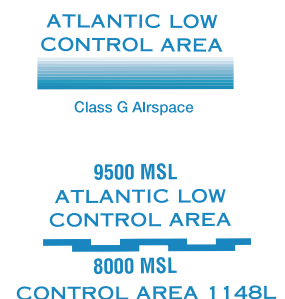 ATLANTIC LOW
CONTROL AREA
Class G AIrspace
9500 MSL
ATLANTIC LOW
CONTROL AREA
8000 MSL
CONTROL AREA 1148L